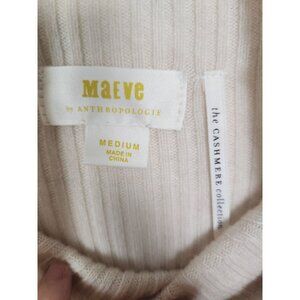 MAEVE
by ANTHROPOLOGIE
MEDIUM
MADE IN
CHINA
the CASHMERE collection